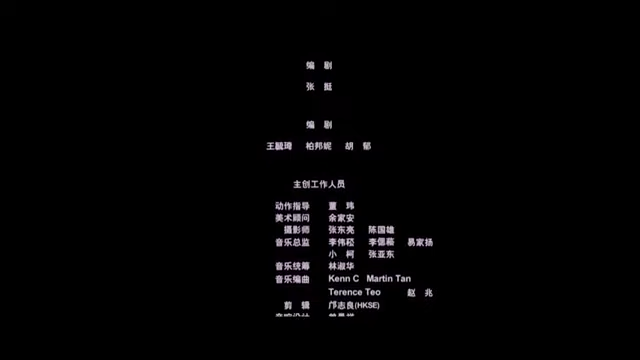 编 剧
张 挺
编 剧
王毓琦 柏邦妮 胡 郁
主创工作人员
动作指导 董 玮
美术顾问 余家安
摄影师 张东亮 陈国雄
音乐总监 李伟菘 李偲菘 易家扬
小 柯 张亚东
音乐统筹 林淑华
音乐编曲 Kenn C Martin Tan
Terence Teo 赵 兆
剪 辑 邝志良(HKSE)